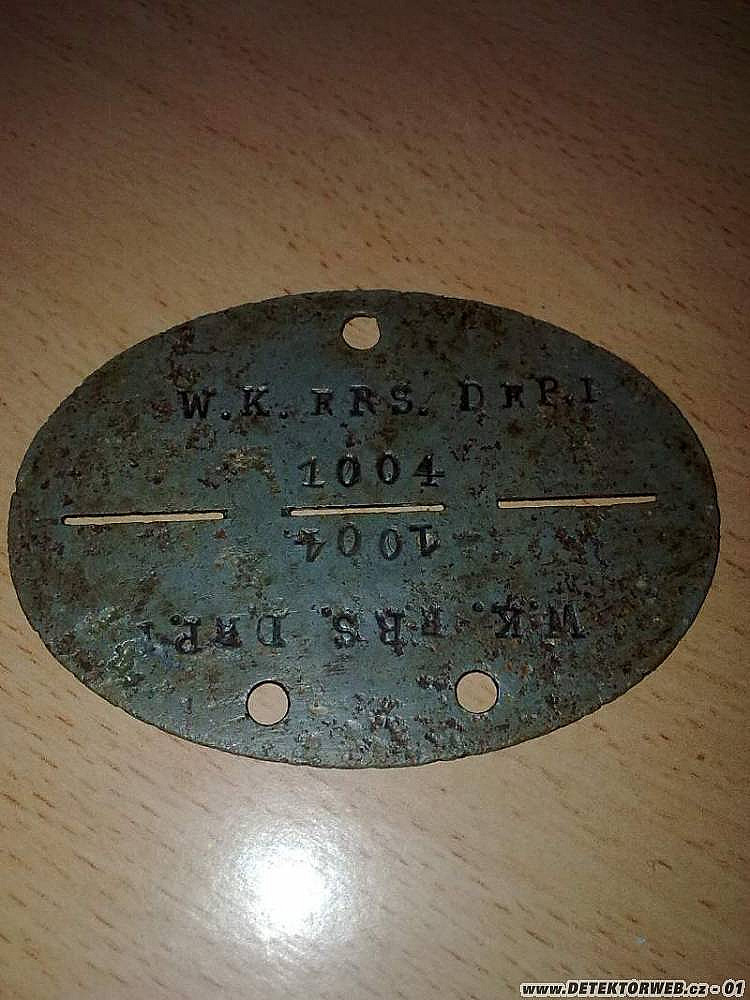 W.K. ERS. DEP.I
1004
1004
W.K. ERS. DEP.I
www.DETEKTORWEB.cz - 01